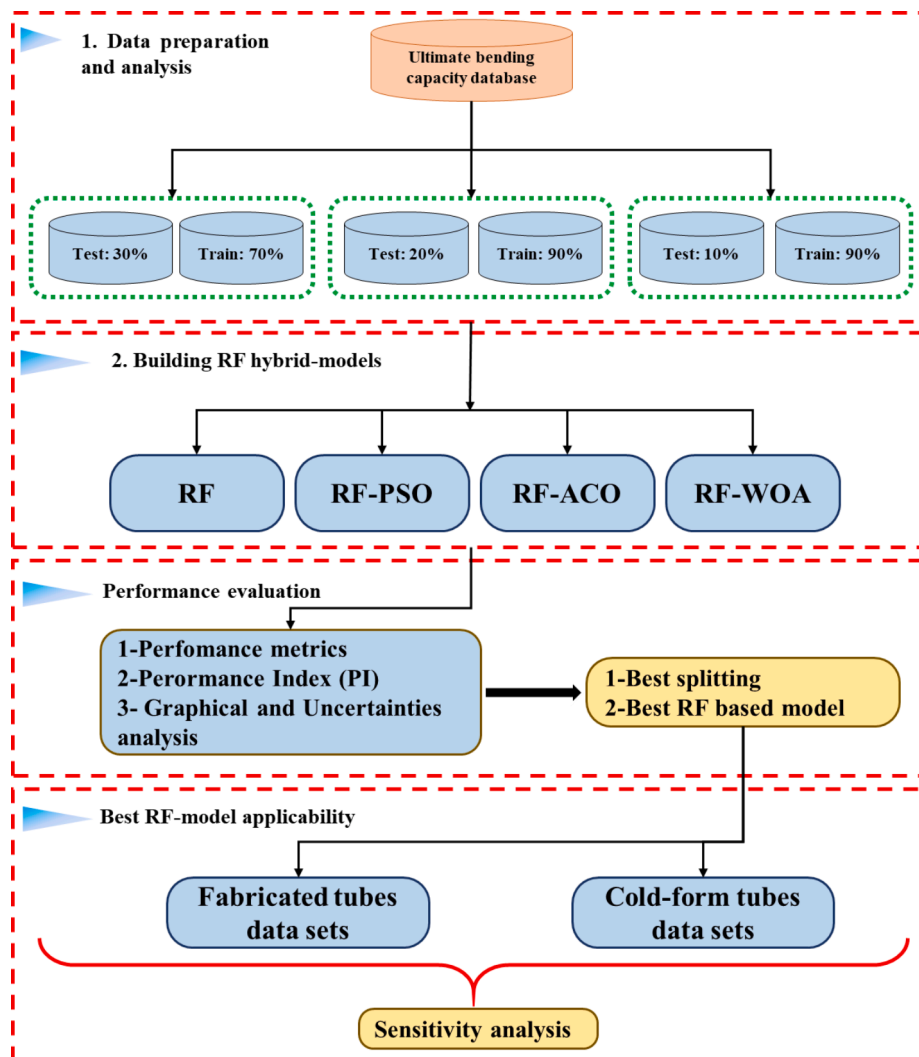 1. Data preparation
and analysis
Ultimate bending
capacity database
Test: 30%
Train: 70%
Test: 20%
Train: 90%
Test: 10%
Train: 90%
2. Building RF hybrid-models
RF
RF-PSO
RF-ACO
RF-WOA
Performance evaluation
1-Perfomance metrics
2-Perormance Index (PI)
3- Graphical and Uncertainties
analysis
1-Best splitting
2-Best RF based model
Best RF-model applicability
Fabricated tubes
data sets
Cold-form tubes
data sets
Sensitivity analysis